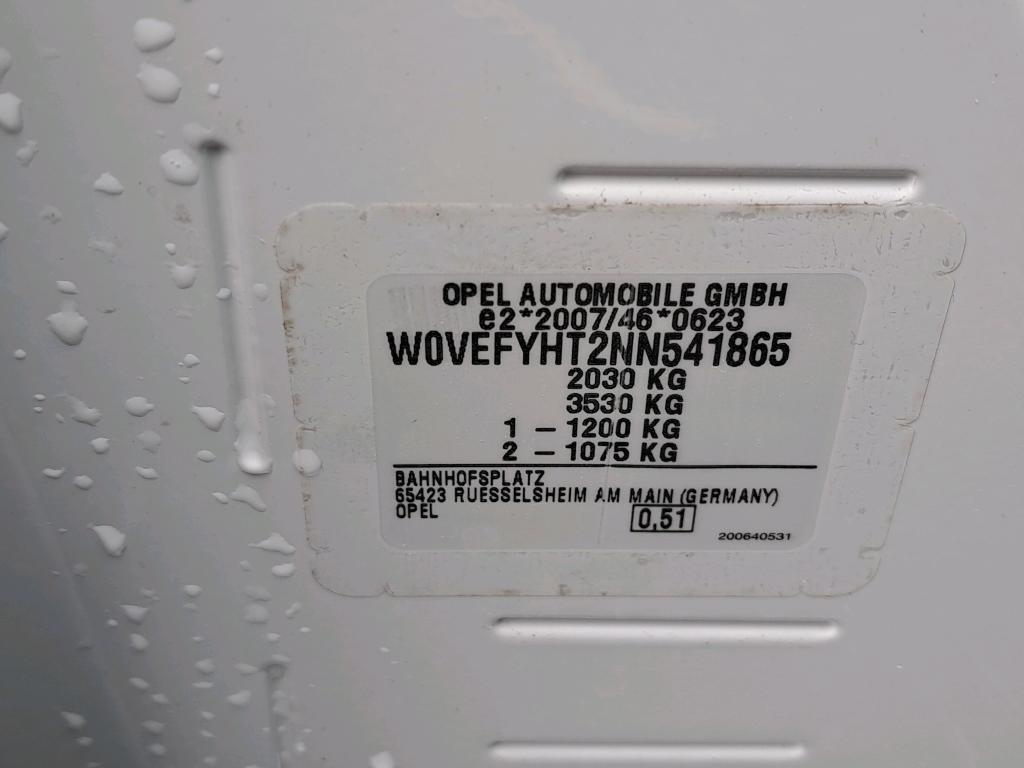 OPEL AUTOMOBILE GMBH
e2*2007/46*0623
W0VEFYHT2NN541865
2030 KG
3530 KG
1 – 1200 KG
2 – 1075 KG
BAHNHOFSPLATZ
65423 RUESSELSHEIM AM MAIN (GERMANY)
OPEL
0,51
200640531